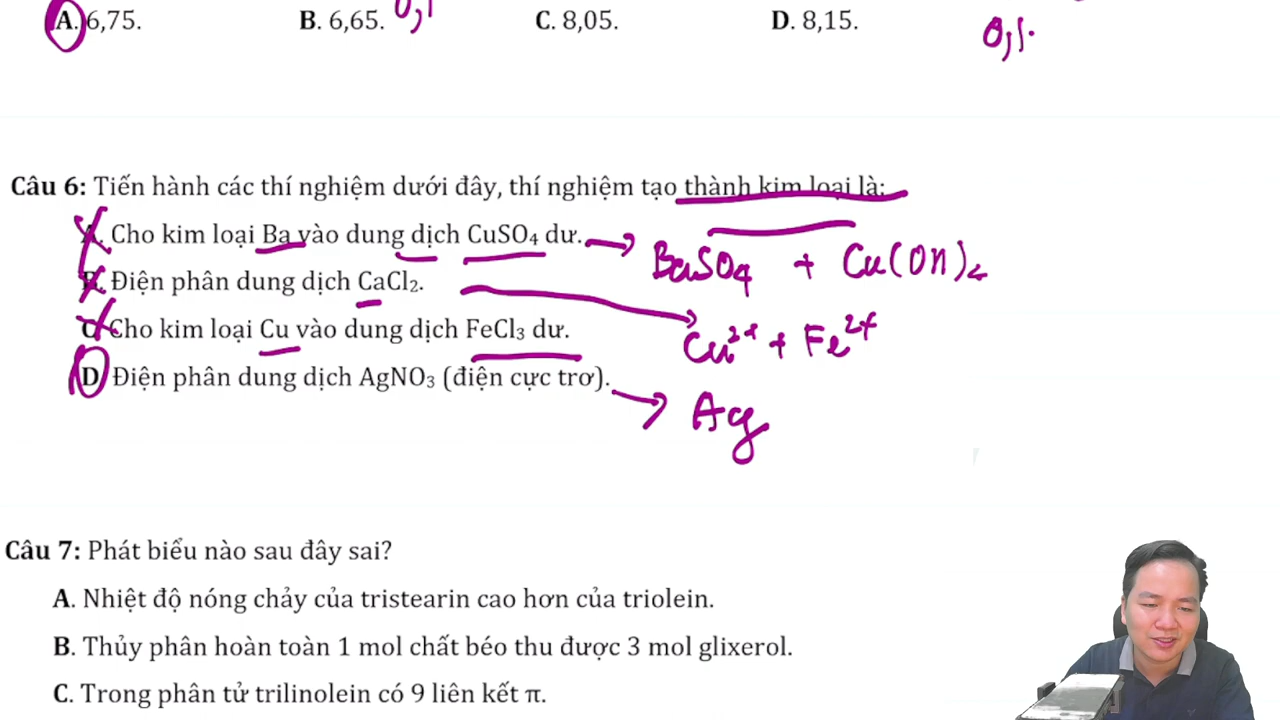 A. 6,75. B. 6,65. C. 8,05. D. 8,15.
0,1
0,1.
Câu 6: Tiến hành các thí nghiệm dưới đây, thí nghiệm tạo thành kim loại là:
A. Cho kim loại Ba vào dung dịch CuSO₄ dư. → BaSO₄ + Cu(OH)₂
B. Điện phân dung dịch CaCl₂.
C. Cho kim loại Cu vào dung dịch FeCl₃ dư. → Cu²⁺ + Fe²⁺
D. Điện phân dung dịch AgNO₃ (điện cực trơ). → Ag
Câu 7: Phát biểu nào sau đây sai?
A. Nhiệt độ nóng chảy của tristearin cao hơn của triolein.
B. Thủy phân hoàn toàn 1 mol chất béo thu được 3 mol glixerol.
C. Trong phân tử trilinolein có 9 liên kết π.